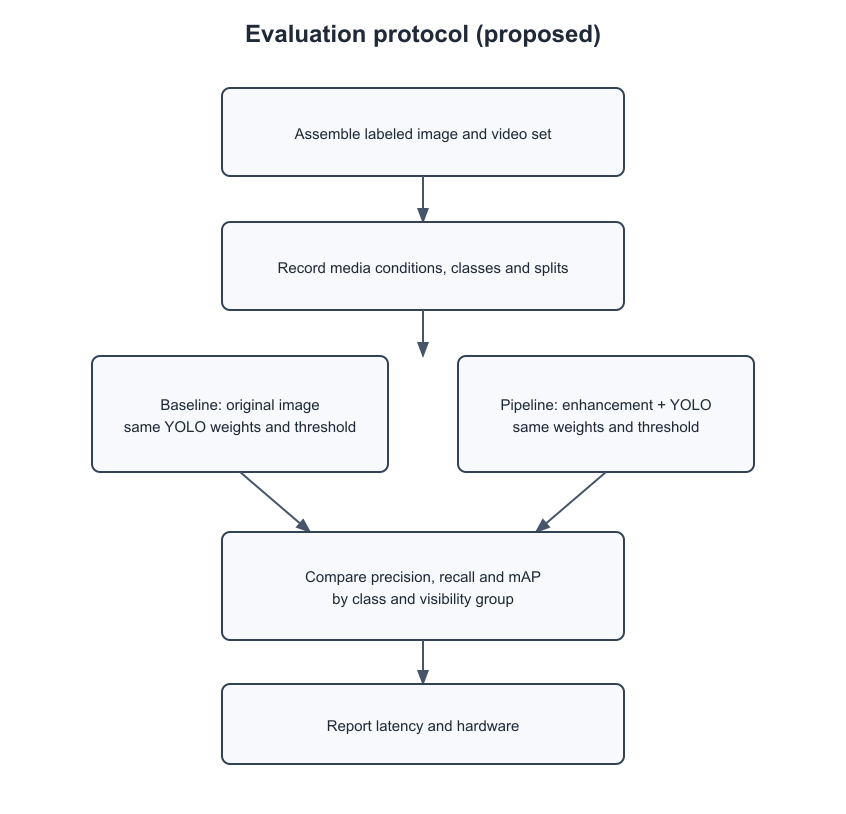 Evaluation protocol (proposed)
Assemble labeled image and video set
Record media conditions, classes and splits
Baseline: original image
same YOLO weights and threshold
Pipeline: enhancement + YOLO
same weights and threshold
Compare precision, recall and mAP
by class and visibility group
Report latency and hardware